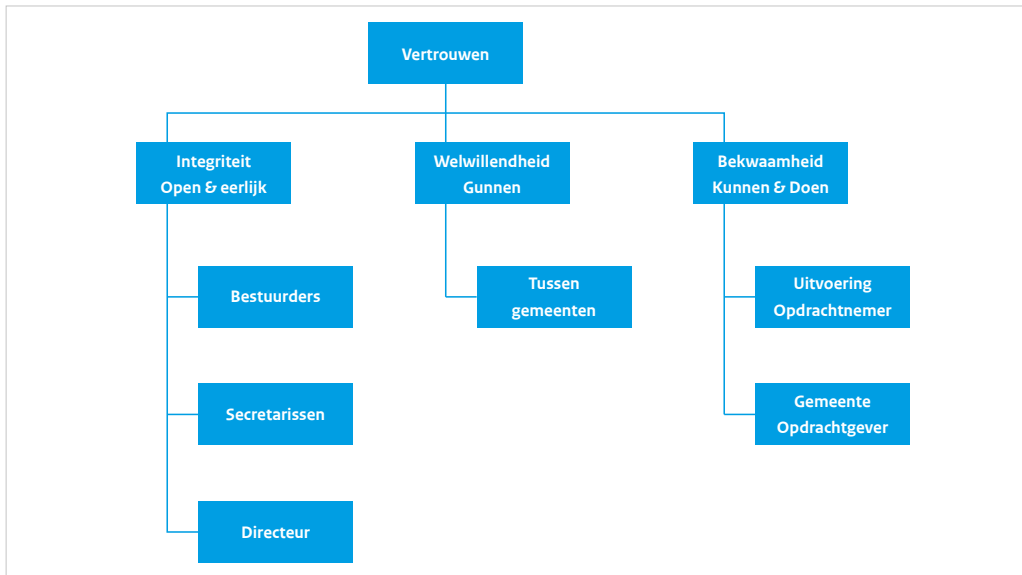 Vertrouwen
Integriteit
Open & eerlijk
Welwillendheid
Gunnen
Bekwaamheid
Kunnen & Doen
Bestuurders
Tussen
gemeenten
Uitvoering
Opdrachtnemer
Secretarissen
Gemeente
Opdrachtgever
Directeur